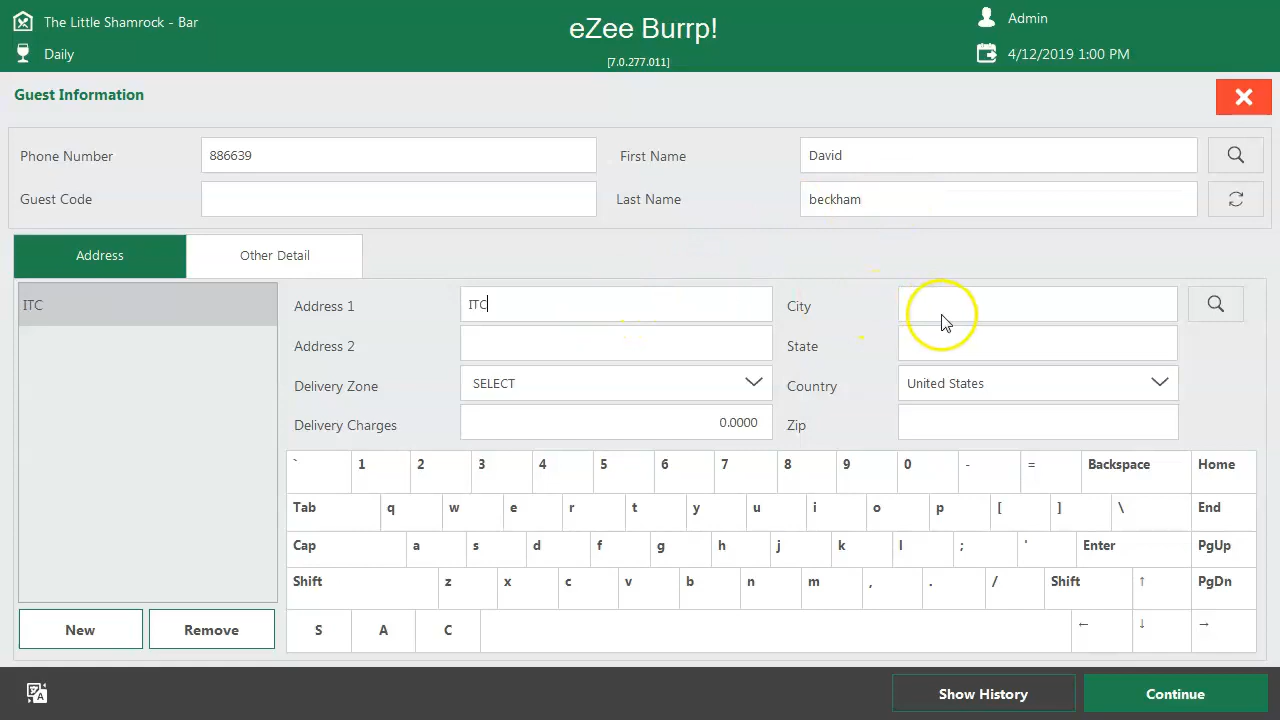 The Little Shamrock - Bar
Daily
eZee Burrp!
[7.0.277.011]
Admin
4/12/2019 1:00 PM
Guest Information
Phone Number 886639 First Name David
Guest Code Last Name beckham
Address Other Detail
ITC
Address 1 ITC City
Address 2 State
Delivery Zone SELECT Country United States
Delivery Charges 0.0000 Zip
` 1 2 3 4 5 6 7 8 9 0 - = Backspace Home
Tab q w e r t y u i o p [ ] \ End
Cap a s d f g h j k l ; ' Enter PgUp
Shift z x c v b n m , . / Shift ↑ PgDn
S A C ← ↓ →
New Remove
Show History Continue